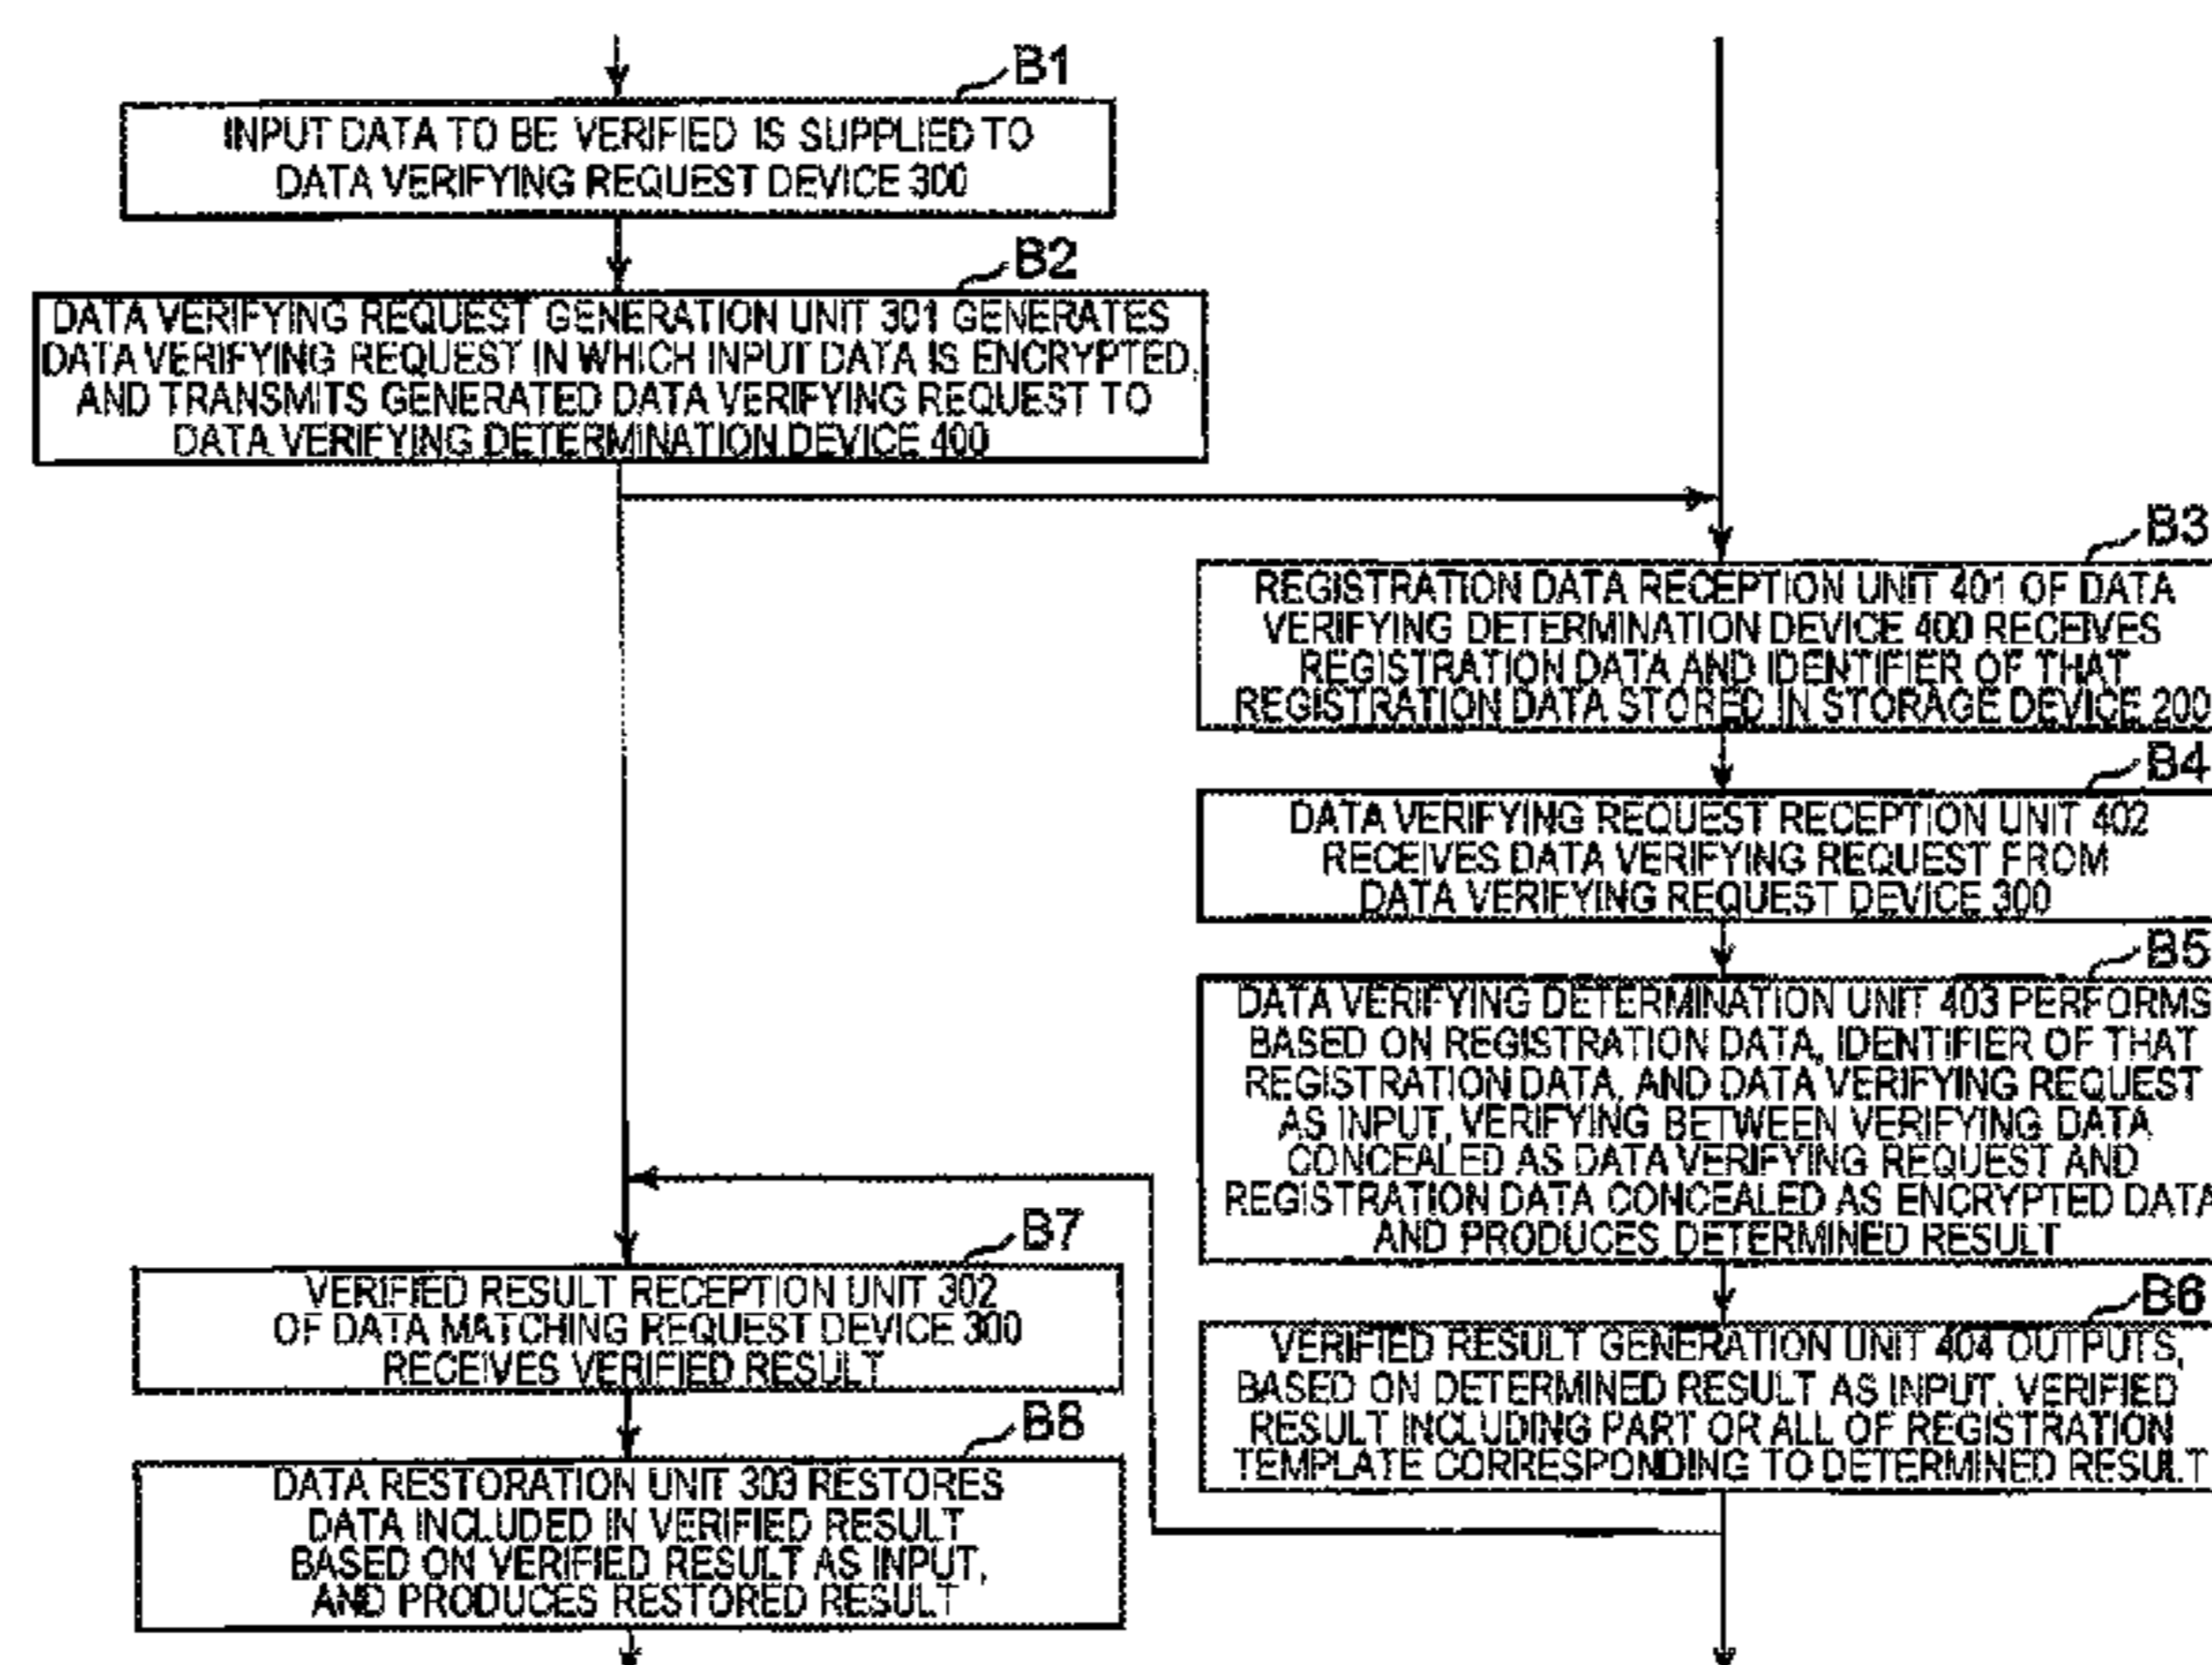 B1
INPUT DATA TO BE VERIFIED IS SUPPLIED TO
DATA VERIFYING REQUEST DEVICE 300
B2
DATA VERIFYING REQUEST GENERATION UNIT 301 GENERATES
DATA VERIFYING REQUEST IN WHICH INPUT DATA IS ENCRYPTED,
AND TRANSMITS GENERATED DATA VERIFYING REQUEST TO
DATA VERIFYING DETERMINATION DEVICE 400
B3
REGISTRATION DATA RECEPTION UNIT 401 OF DATA
VERIFYING DETERMINATION DEVICE 400 RECEIVES
REGISTRATION DATA AND IDENTIFIER OF THAT
REGISTRATION DATA STORED IN STORAGE DEVICE 200
B4
DATA VERIFYING REQUEST RECEPTION UNIT 402
RECEIVES DATA VERIFYING REQUEST FROM
DATA VERIFYING REQUEST DEVICE 300
B5
DATA VERIFYING DETERMINATION UNIT 403 PERFORMS
BASED ON REGISTRATION DATA, IDENTIFIER OF THAT
REGISTRATION DATA, AND DATA VERIFYING REQUEST
AS INPUT, VERIFYING BETWEEN VERIFYING DATA
CONCEALED AS DATA VERIFYING REQUEST AND
REGISTRATION DATA CONCEALED AS ENCRYPTED DATA
AND PRODUCES DETERMINED RESULT
B6
VERIFIED RESULT GENERATION UNIT 404 OUTPUTS,
BASED ON DETERMINED RESULT AS INPUT, VERIFIED
RESULT INCLUDING PART OR ALL OF REGISTRATION
TEMPLATE CORRESPONDING TO DETERMINED RESULT
B7
VERIFIED RESULT RECEPTION UNIT 302
OF DATA MATCHING REQUEST DEVICE 300
RECEIVES VERIFIED RESULT
B8
DATA RESTORATION UNIT 303 RESTORES
DATA INCLUDED IN VERIFIED RESULT
BASED ON VERIFIED RESULT AS INPUT,
AND PRODUCES RESTORED RESULT